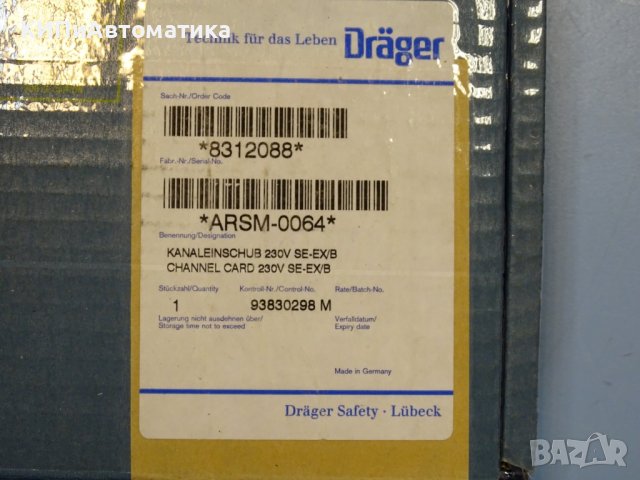 КНПиАвтоматика
Technik für das Leben Dräger
Sach-Nr./Order Code
*8312088*
Fabr.-Nr./Serial-No.
*ARSM-0064*
Benennung/Designation
KANALEINSCHUB 230V SE-EX/B
CHANNEL CARD 230V SE-EX/B
Stückzahl/Quantity Kontroll-Nr./Control-No. Rate/Batch-No.
1 93830298 M
Lagerung nicht ausdehnen über/ Verfalldatum/
Storage time not to exceed Expiry date
Made in Germany
Dräger Safety · Lübeck
BAZAR